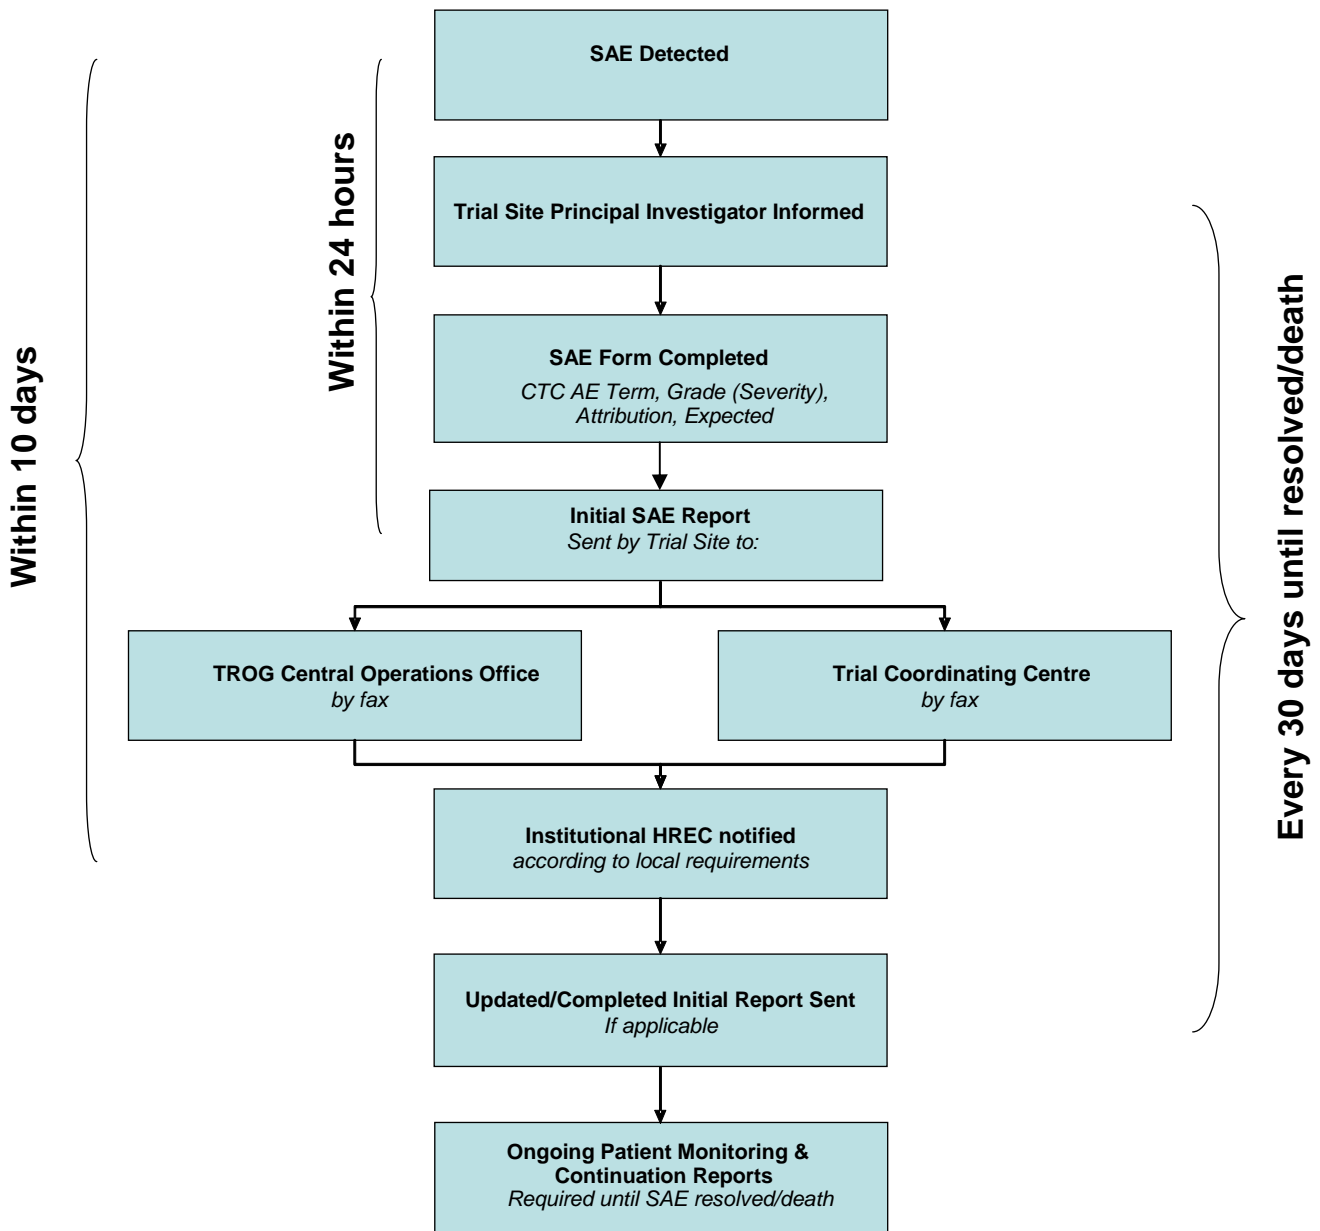 SAE Detected
Within 24 hours
Trial Site Principal Investigator Informed
Within 10 days
Every 30 days until resolved/death
SAE Form Completed
CTC AE Term, Grade (Severity),
Attribution, Expected
Initial SAE Report
Sent by Trial Site to:
TROG Central Operations Office
by fax
Trial Coordinating Centre
by fax
Institutional HREC notified
according to local requirements
Updated/Completed Initial Report Sent
If applicable
Ongoing Patient Monitoring &
Continuation Reports
Required until SAE resolved/death